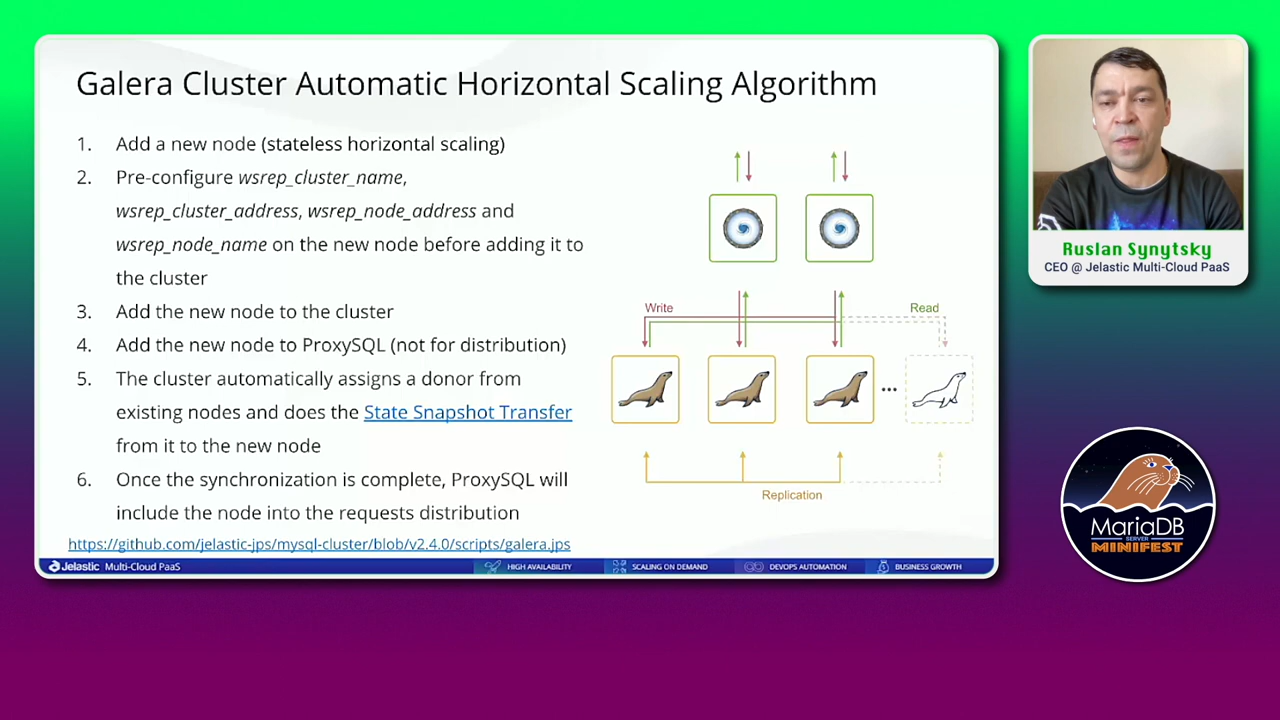 Galera Cluster Automatic Horizontal Scaling Algorithm
1. Add a new node (stateless horizontal scaling)
2. Pre-configure wsrep_cluster_name,
wsrep_cluster_address, wsrep_node_address and
wsrep_node_name on the new node before adding it to
the cluster
3. Add the new node to the cluster
4. Add the new node to ProxySQL (not for distribution)
5. The cluster automatically assigns a donor from
existing nodes and does the State Snapshot Transfer
from it to the new node
6. Once the synchronization is complete, ProxySQL will
include the node into the requests distribution
https://github.com/jelastic-jps/mysql-cluster/blob/v2.4.0/scripts/galera.jps
Write
Read
Replication
Jelastic Multi-Cloud PaaS
HIGH AVAILABILITY
SCALING ON DEMAND
DEVOPS AUTOMATION
BUSINESS GROWTH
Ruslan Synytsky
CEO @ Jelastic Multi-Cloud PaaS
MariaDB
SERVER
MINIFEST